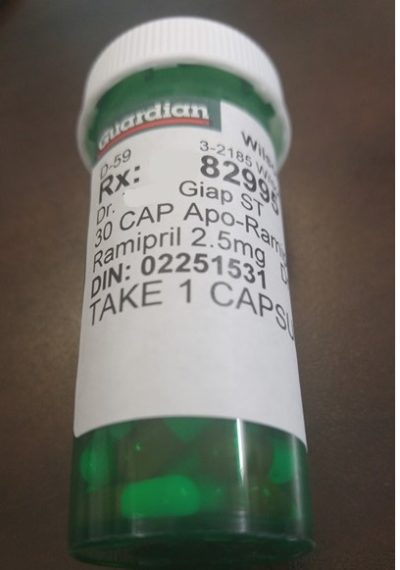 Guardian
D-59
3-2185
Rx: 82995
Dr. Giap ST
30 CAP Apo-Rami
Ramipril 2.5mg D
DIN: 02251531
TAKE 1 CAPSU